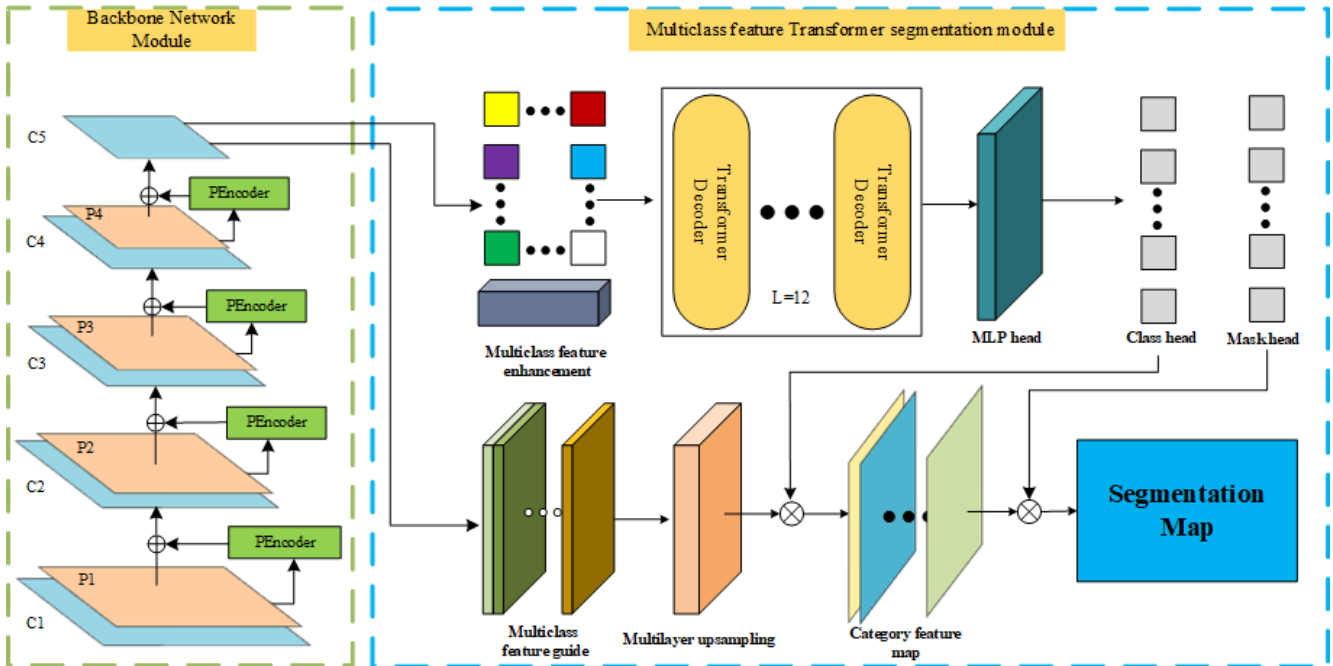 Backbone Network
Module
C5
PEncoder
P4
C4
PEncoder
P3
C3
PEncoder
P2
C2
PEncoder
P1
C1
Multiclass feature Transformer segmentation module
Transformer
Decoder
Transformer
Decoder
L=12
Multiclass feature
enhancement
MLP head
Class head
Mask head
Multiclass
feature guide
Multilayer upsampling
Category feature
map
Segmentation
Map